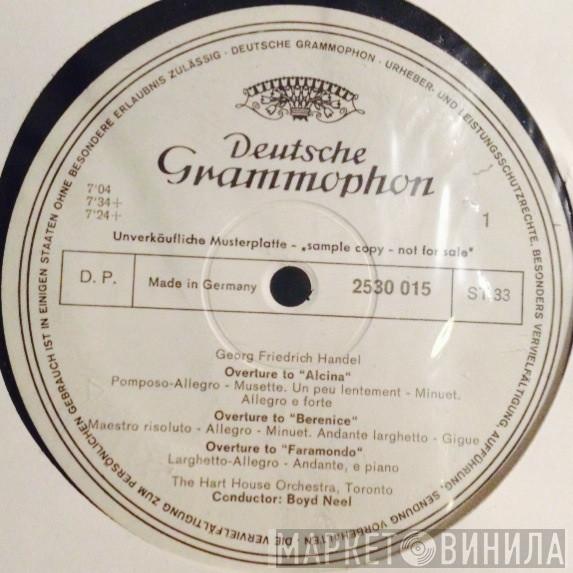 URHEBER- UND LEISTUNGSSCHUTZRECHTE, BESONDERS VERVIELFÄLTIGUNG, AUFFÜHRUNG, SENDUNG VORBEHALTEN · DIE VERVIELFÄLTIGUNG ZUM PERSÖNLICHEN GEBRAUCH IST IN EINIGEN STAATEN OHNE BESONDERE ERLAUBNIS ZULÄSSIG · DEUTSCHE GRAMMOPHON ·
Deutsche
Grammophon
7'04
7'34+
7'24+
1
Unverkäufliche Musterplatte - „sample copy - not for sale"
D. P.
Made in Germany
2530 015
ST 33
Georg Friedrich Handel
Overture to "Alcina"
Pomposo-Allegro - Musette. Un peu lentement - Minuet.
Allegro e forte
Overture to "Berenice"
Maestro risoluto - Allegro - Minuet. Andante larghetto - Gigue
Overture to "Faramondo"
Larghetto-Allegro - Andante, e piano
The Hart House Orchestra, Toronto
Conductor: Boyd Neel
МАРКЕТ ВИНИЛА